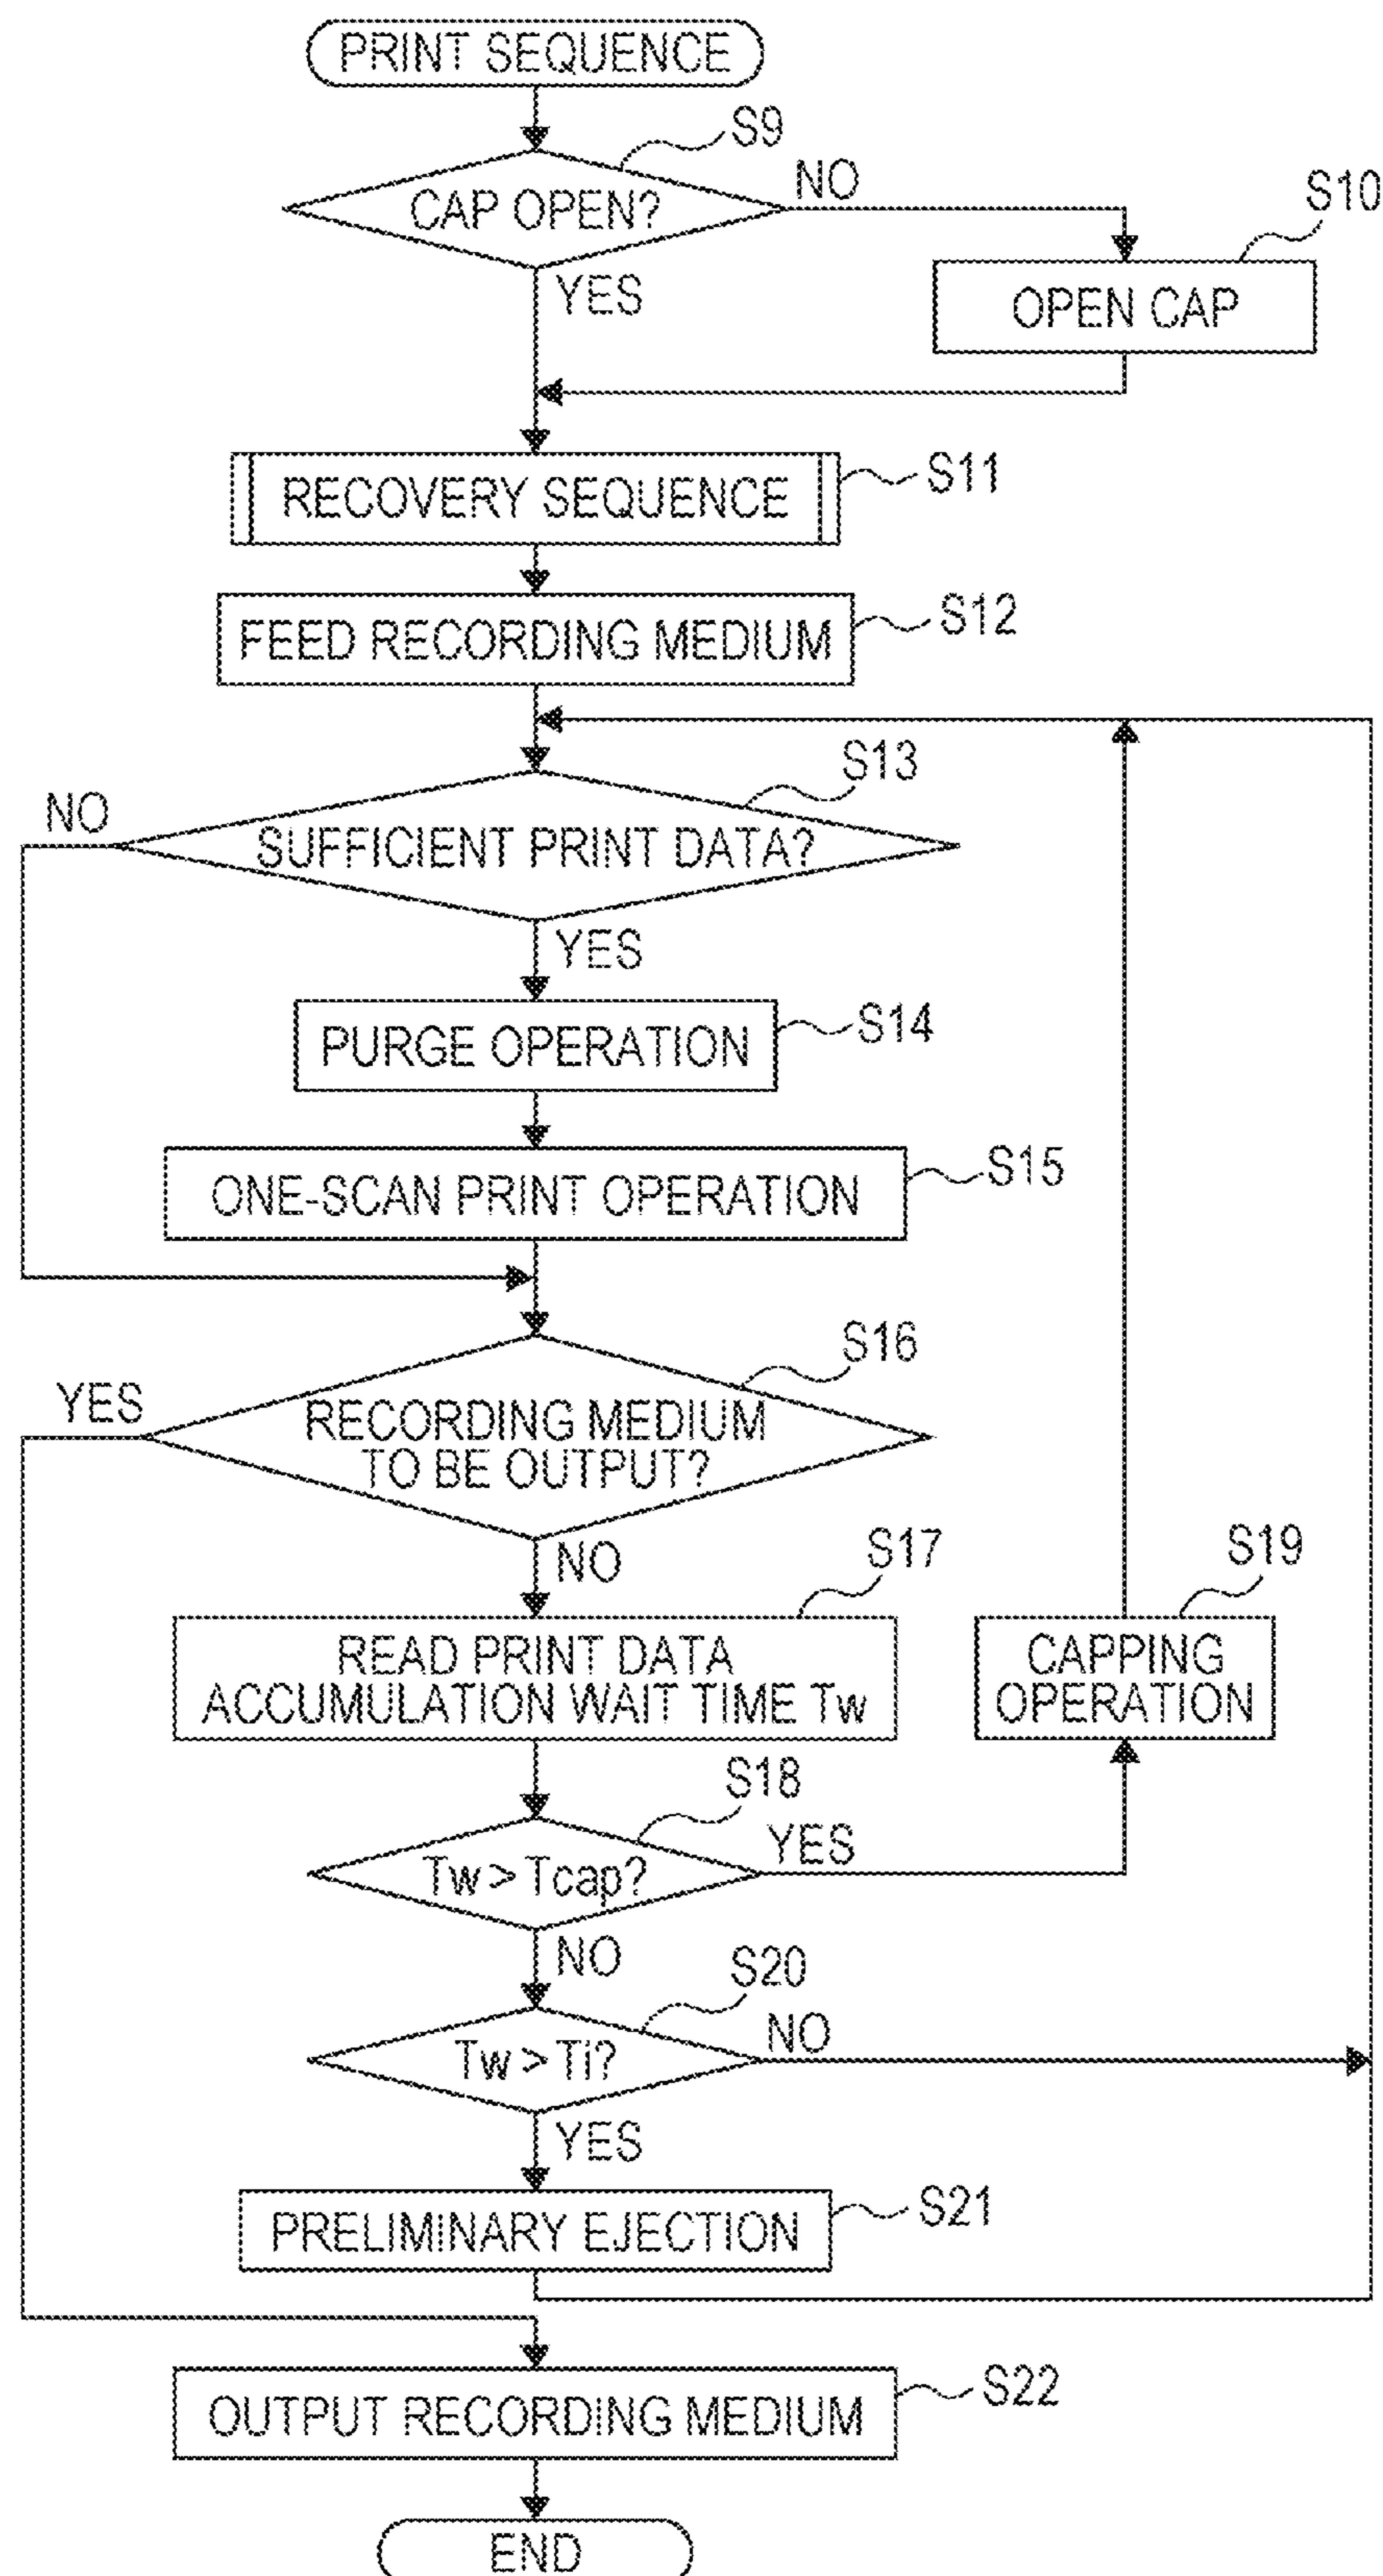 PRINT SEQUENCE
S9
CAP OPEN?
NO
S10
YES
OPEN CAP
RECOVERY SEQUENCE
S11
FEED RECORDING MEDIUM
S12
S13
NO
SUFFICIENT PRINT DATA?
YES
PURGE OPERATION
S14
ONE-SCAN PRINT OPERATION
S15
S16
YES
RECORDING MEDIUM
TO BE OUTPUT?
NO
S17
S19
READ PRINT DATA
ACCUMULATION WAIT TIME Tw
CAPPING
OPERATION
S18
Tw > Tcap?
YES
NO
S20
Tw > Ti?
NO
YES
PRELIMINARY EJECTION
S21
OUTPUT RECORDING MEDIUM
S22
END